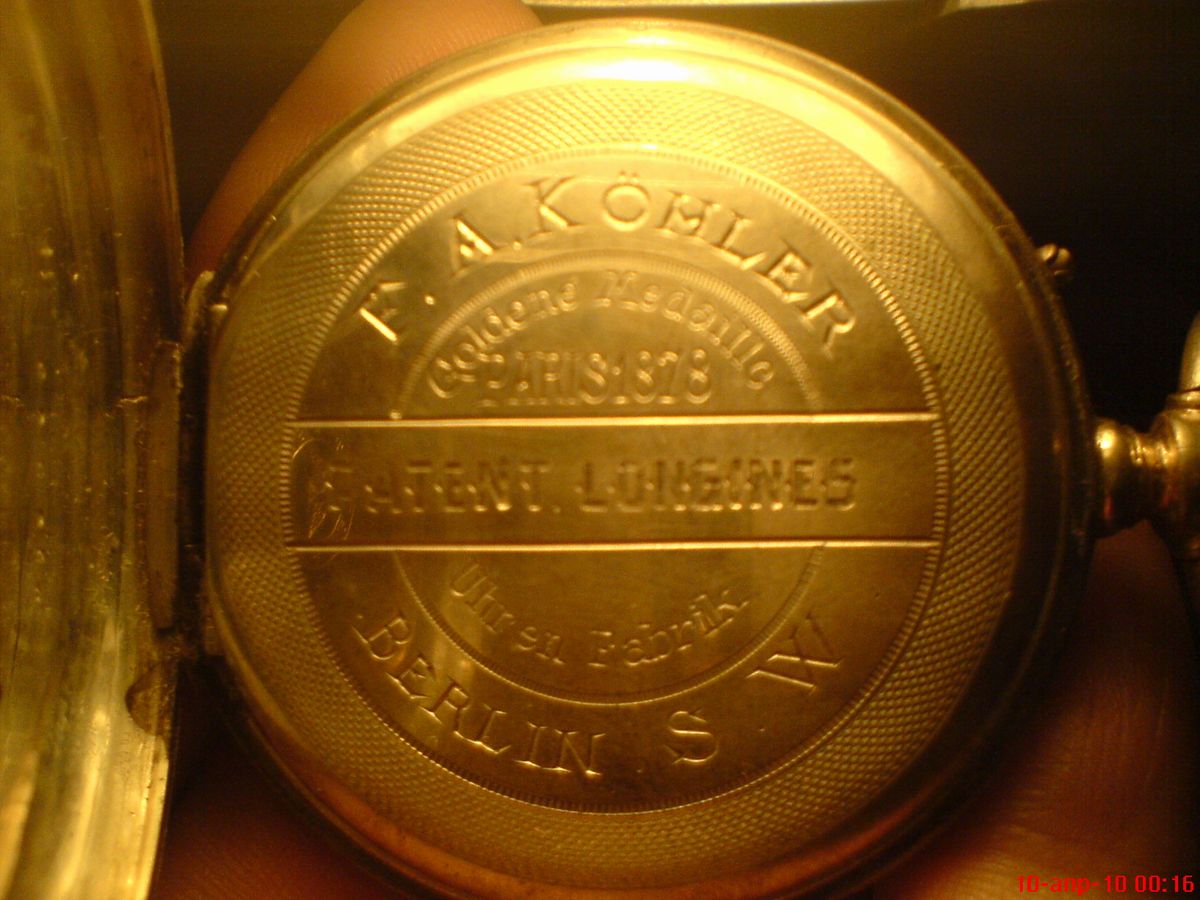 F. A. KÖHLER
Goldene Medaille
PARIS 1878
PATENT. LONGINES
Uhren Fabrik.
BERLIN S. W
10-апр-10 00:16